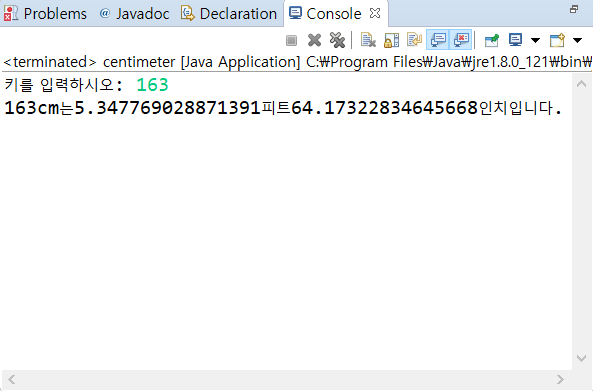 Problems @ Javadoc Declaration Console
<terminated> centimeter [Java Application] C:₩Program Files₩Java₩jre1.8.0_121₩bin₩
키를 입력하시오: 163
163cm는5.347769028871391피트64.17322834645668인치입니다.